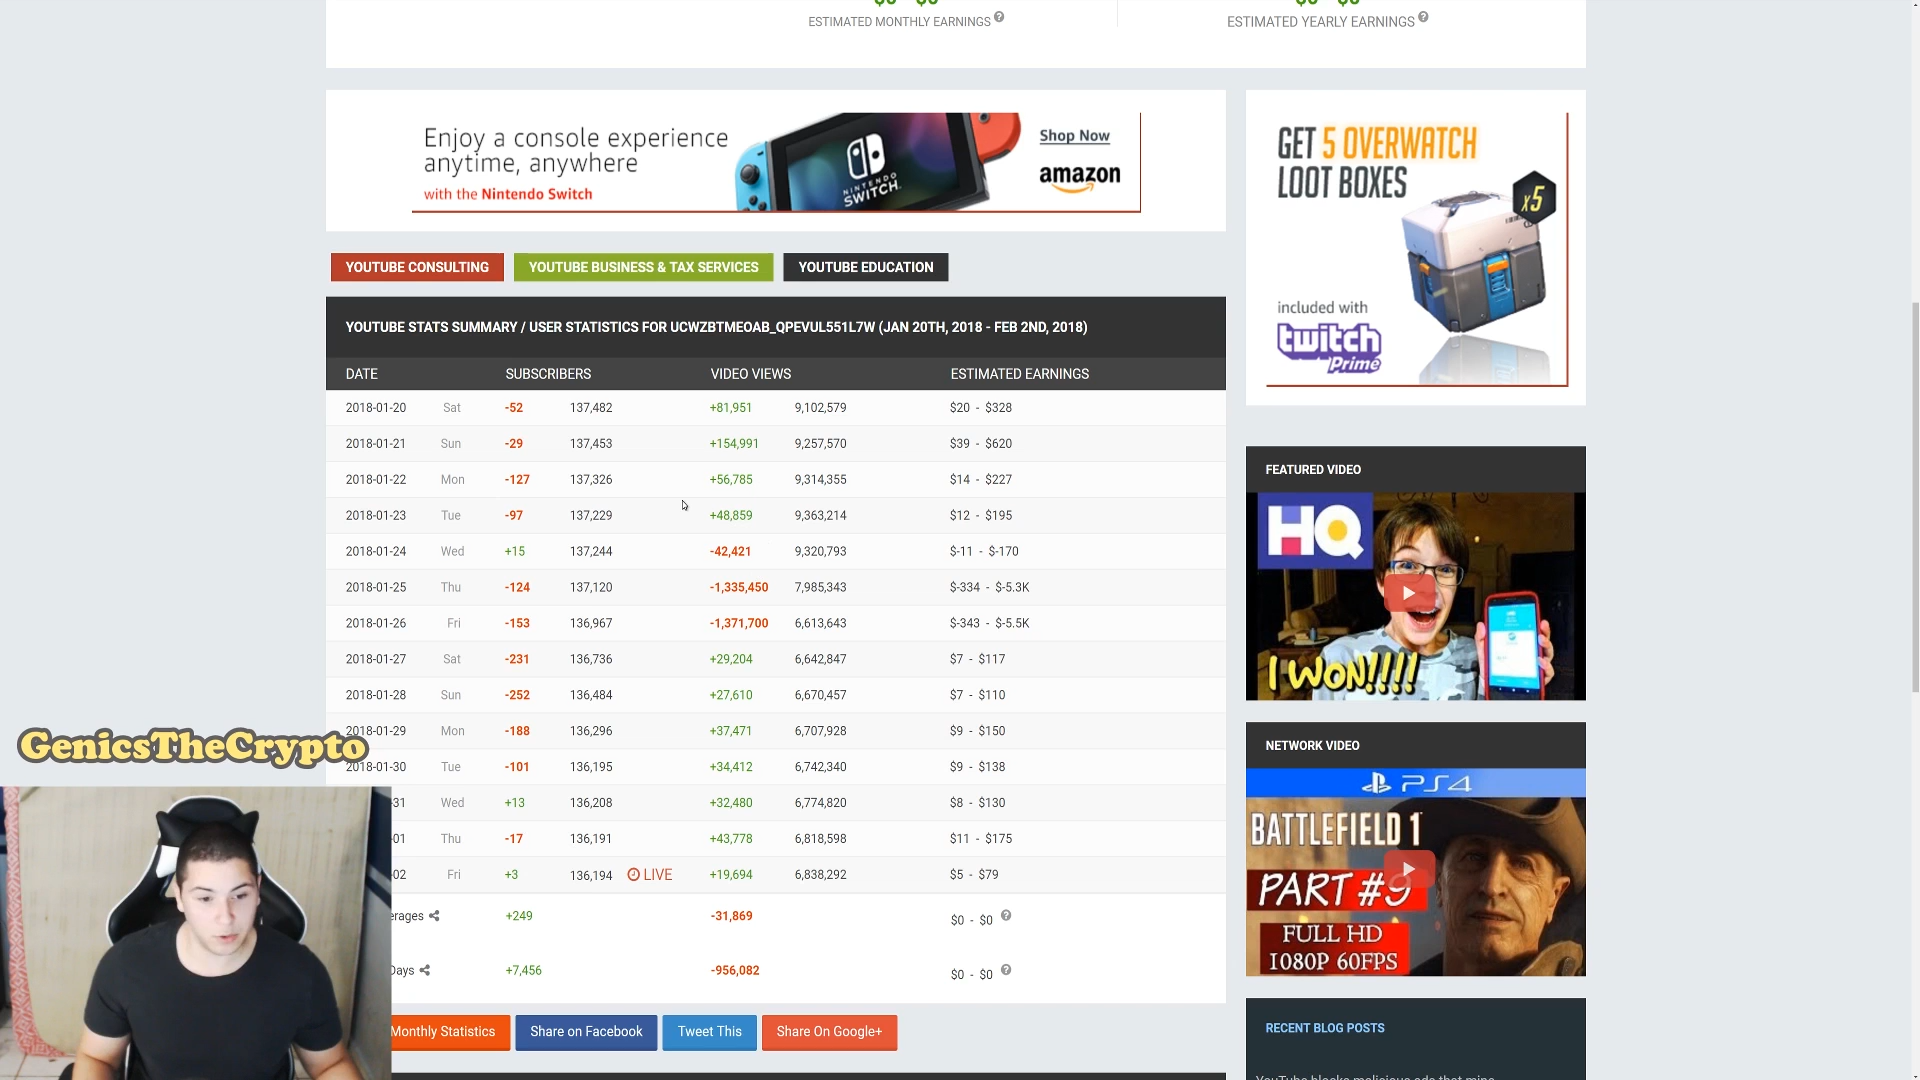 ESTIMATED MONTHLY EARNINGS
ESTIMATED YEARLY EARNINGS
Enjoy a console experience
anytime, anywhere
with the Nintendo Switch
NINTENDO
SWITCH
Shop Now
amazon
GET 5 OVERWATCH
LOOT BOXES
x5
included with
twitch
Prime
YOUTUBE CONSULTING
YOUTUBE BUSINESS & TAX SERVICES
YOUTUBE EDUCATION
YOUTUBE STATS SUMMARY / USER STATISTICS FOR UCWZBTMEOAB_QPEVUL551L7W (JAN 20TH, 2018 - FEB 2ND, 2018)
DATE SUBSCRIBERS VIDEO VIEWS ESTIMATED EARNINGS
2018-01-20 Sat -52 137,482 +81,951 9,102,579 $20 - $328
2018-01-21 Sun -29 137,453 +154,991 9,257,570 $39 - $620
2018-01-22 Mon -127 137,326 +56,785 9,314,355 $14 - $227
2018-01-23 Tue -97 137,229 +48,859 9,363,214 $12 - $195
2018-01-24 Wed +15 137,244 -42,421 9,320,793 $-11 - $-170
2018-01-25 Thu -124 137,120 -1,335,450 7,985,343 $-334 - $-5.3K
2018-01-26 Fri -153 136,967 -1,371,700 6,613,643 $-343 - $-5.5K
2018-01-27 Sat -231 136,736 +29,204 6,642,847 $7 - $117
2018-01-28 Sun -252 136,484 +27,610 6,670,457 $7 - $110
2018-01-29 Mon -188 136,296 +37,471 6,707,928 $9 - $150
2018-01-30 Tue -101 136,195 +34,412 6,742,340 $9 - $138
31 Wed +13 136,208 +32,480 6,774,820 $8 - $130
-01 Thu -17 136,191 +43,778 6,818,598 $11 - $175
-02 Fri +3 136,194 LIVE +19,694 6,838,292 $5 - $79
erages +249 -31,869 $0 - $0
Days +7,456 -956,082 $0 - $0
Monthly Statistics
Share on Facebook
Tweet This
Share On Google+
GenicsTheCrypto
FEATURED VIDEO
HQ
I WON!!!!
NETWORK VIDEO
PS4
BATTLEFIELD 1
PART #9
FULL HD
1080P 60FPS
RECENT BLOG POSTS